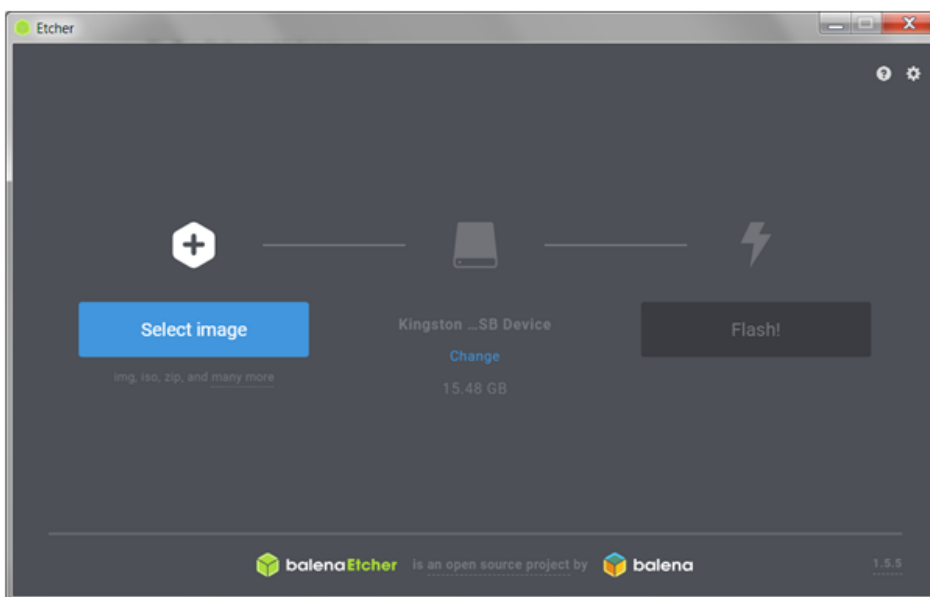 Etcher
Select image
Kingston ...SB Device
Flash!
Change
img, iso, zip, and many more
15.48 GB
balenaEtcher is an open source project by balena
1.5.5